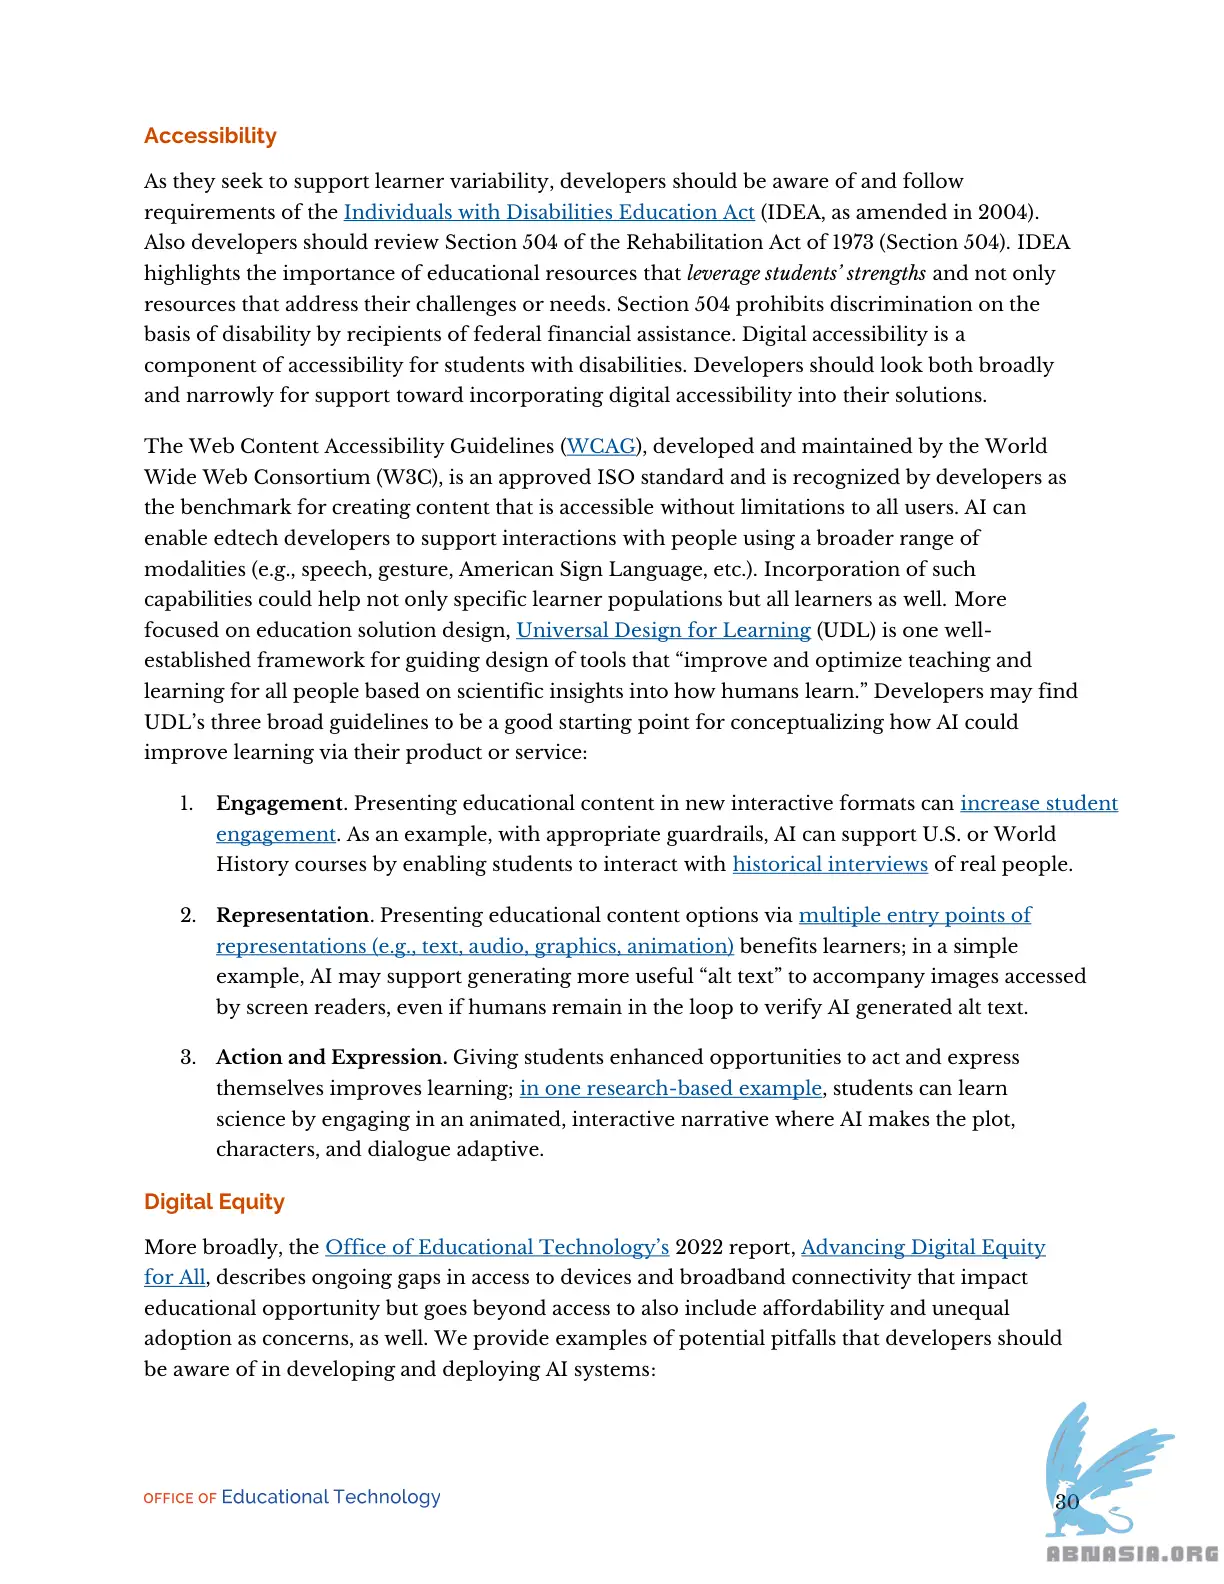 Accessibility
As they seek to support learner variability, developers should be aware of and follow
requirements of the Individuals with Disabilities Education Act (IDEA, as amended in 2004).
Also developers should review Section 504 of the Rehabilitation Act of 1973 (Section 504). IDEA
highlights the importance of educational resources that leverage students’ strengths and not only
resources that address their challenges or needs. Section 504 prohibits discrimination on the
basis of disability by recipients of federal financial assistance. Digital accessibility is a
component of accessibility for students with disabilities. Developers should look both broadly
and narrowly for support toward incorporating digital accessibility into their solutions.
The Web Content Accessibility Guidelines (WCAG), developed and maintained by the World
Wide Web Consortium (W3C), is an approved ISO standard and is recognized by developers as
the benchmark for creating content that is accessible without limitations to all users. AI can
enable edtech developers to support interactions with people using a broader range of
modalities (e.g., speech, gesture, American Sign Language, etc.). Incorporation of such
capabilities could help not only specific learner populations but all learners as well. More
focused on education solution design, Universal Design for Learning (UDL) is one well-
established framework for guiding design of tools that “improve and optimize teaching and
learning for all people based on scientific insights into how humans learn.” Developers may find
UDL’s three broad guidelines to be a good starting point for conceptualizing how AI could
improve learning via their product or service:
1. Engagement. Presenting educational content in new interactive formats can increase student
engagement. As an example, with appropriate guardrails, AI can support U.S. or World
History courses by enabling students to interact with historical interviews of real people.
2. Representation. Presenting educational content options via multiple entry points of
representations (e.g., text, audio, graphics, animation) benefits learners; in a simple
example, AI may support generating more useful “alt text” to accompany images accessed
by screen readers, even if humans remain in the loop to verify AI generated alt text.
3. Action and Expression. Giving students enhanced opportunities to act and express
themselves improves learning; in one research-based example, students can learn
science by engaging in an animated, interactive narrative where AI makes the plot,
characters, and dialogue adaptive.
Digital Equity
More broadly, the Office of Educational Technology’s 2022 report, Advancing Digital Equity
for All, describes ongoing gaps in access to devices and broadband connectivity that impact
educational opportunity but goes beyond access to also include affordability and unequal
adoption as concerns, as well. We provide examples of potential pitfalls that developers should
be aware of in developing and deploying AI systems:
OFFICE OF Educational Technology
30
ABNASIA.ORG